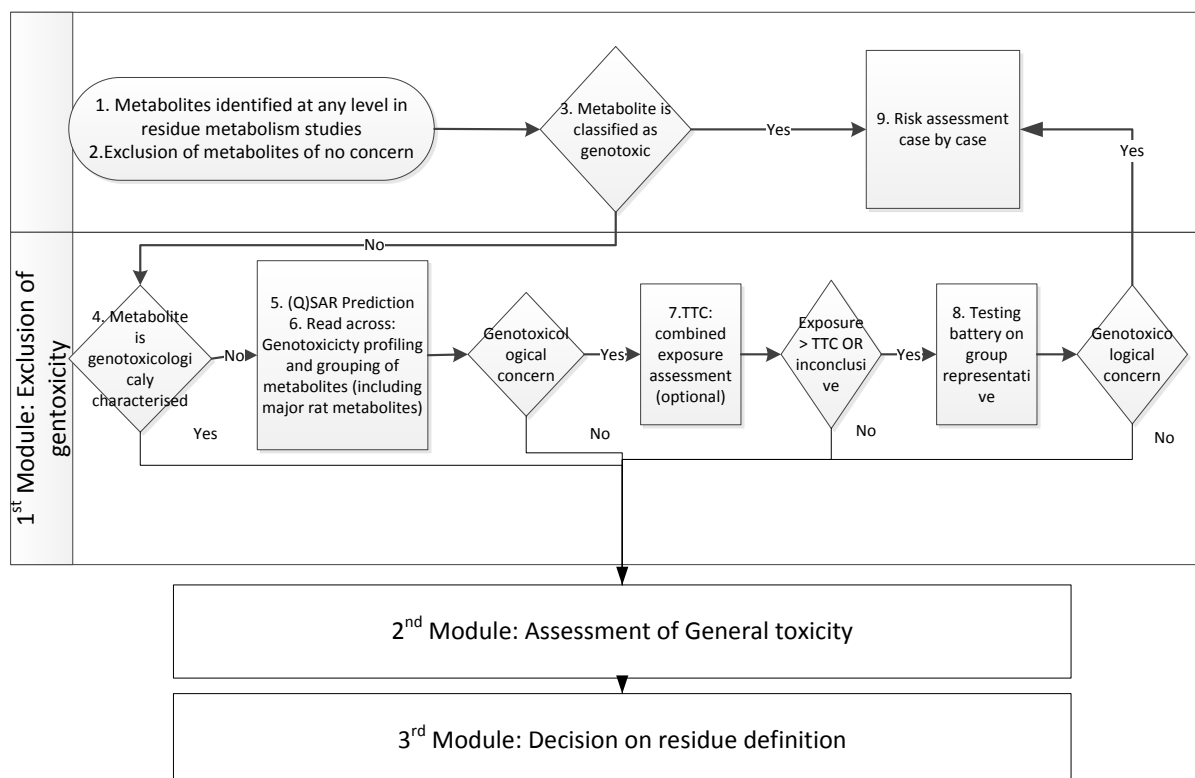 1. Metabolites identified at any level in
residue metabolism studies
2.Exclusion of metabolites of no concern
3. Metabolite is
classified as
genotoxic
Yes
9. Risk assessment
case by case
Yes
No
1st Module: Exclusion of
gentoxicity
4. Metabolite
is
genotoxicologi
caly
characterised
No
Yes
5. (Q)SAR Prediction
6. Read across:
Genotoxicicty profiling
and grouping of
metabolites (including
major rat metabolites)
Genotoxicol
ogical
concern
Yes
No
7.TTC:
combined
exposure
assessment
(optional)
Exposure
> TTC OR
inconclus
ive
Yes
No
8. Testing
battery on
group
representati
ve
Genotoxico
logical
concern
No
2nd Module: Assessment of General toxicity
3rd Module: Decision on residue definition